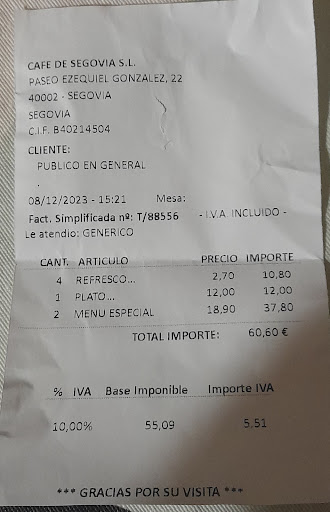 CAFE DE SEGOVIA S.L.
PASEO EZEQUIEL GONZALEZ, 22
40002 - SEGOVIA
SEGOVIA
C.I.F. B40214504
CLIENTE:
PUBLICO EN GENERAL
.
08/12/2023 - 15:21 Mesa:
Fact. Simplificada nº: T/88556 - I.V.A. INCLUIDO -
Le atendio: GENERICO
CANT. ARTICULO PRECIO IMPORTE
4 REFRESCO... 2,70 10,80
1 PLATO... 12,00 12,00
2 MENU ESPECIAL 18,90 37,80
TOTAL IMPORTE: 60,60 €
% IVA Base Imponible Importe IVA
10,00% 55,09 5,51
*** GRACIAS POR SU VISITA ***